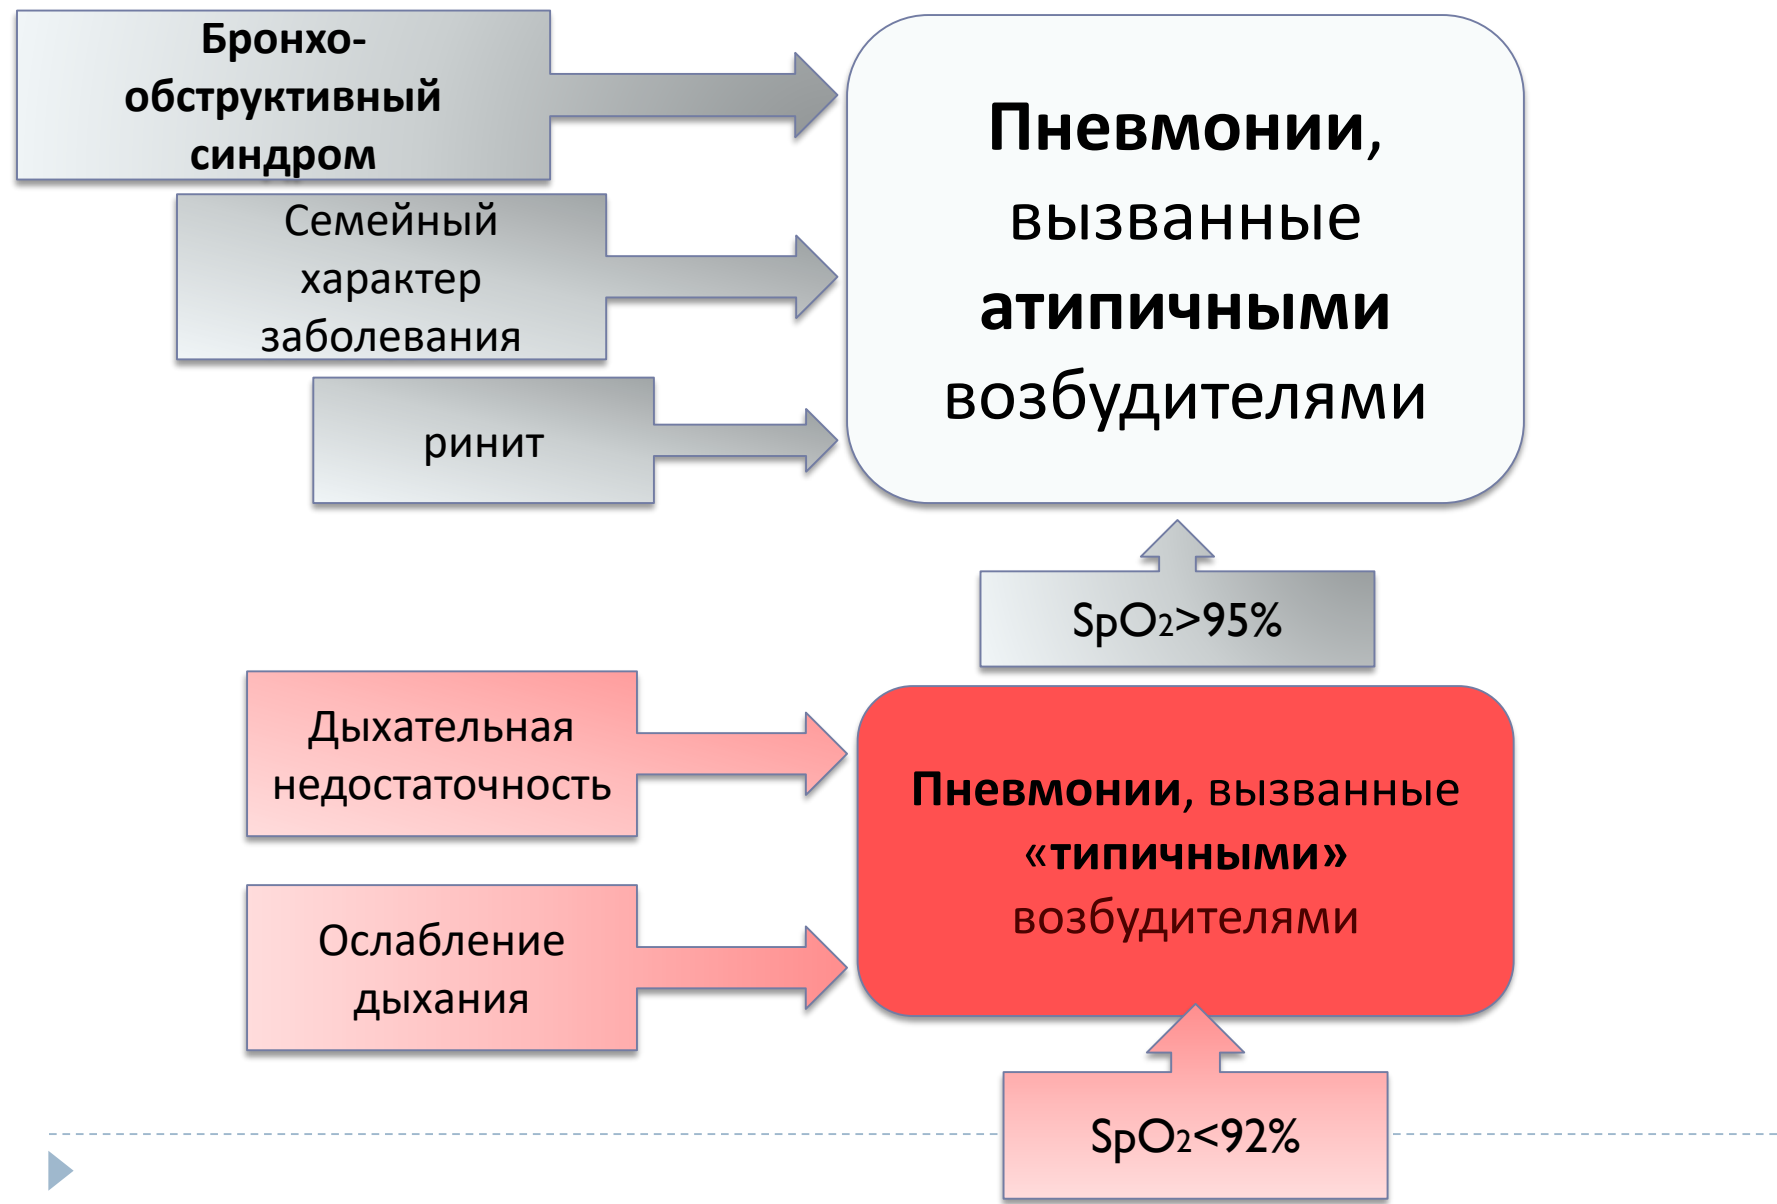 Бронхо-
обструктивный
синдром
Семейный
характер
заболевания
ринит
Пневмонии,
вызванные
атипичными
возбудителями
SpO2>95%
Дыхательная
недостаточность
Ослабление
дыхания
Пневмонии, вызванные
«типичными»
возбудителями
SpO2<92%